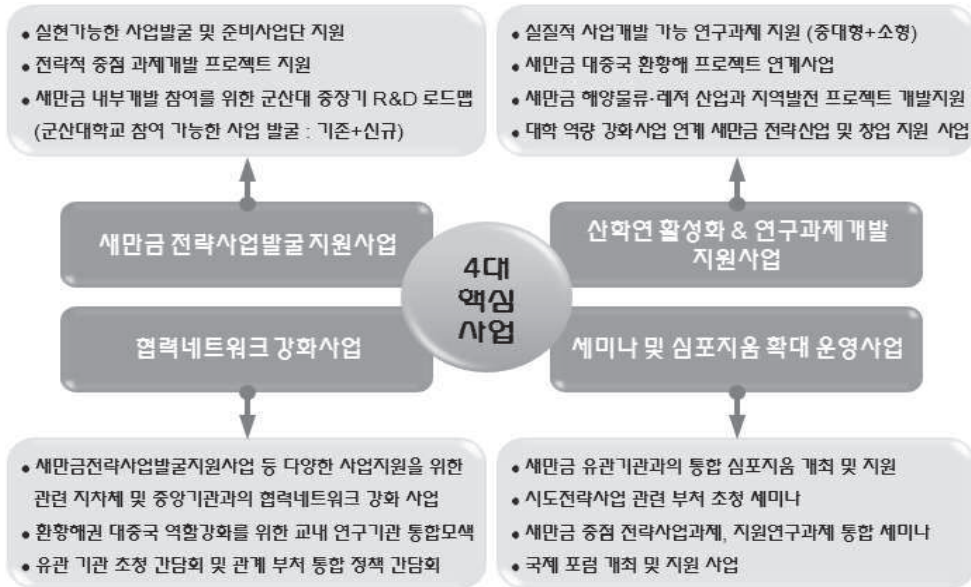 • 실현가능한 사업발굴 및 준비사업단 지원
• 전략적 중점 과제개발 프로젝트 지원
• 새만금 내부개발 참여를 위한 군산대 중장기 R&D 로드맵
(군산대학교 참여 가능한 사업 발굴 : 기존+신규)
• 실질적 사업개발 가능 연구과제 지원 (중대형+소형)
• 새만금 대중국 환황해 프로젝트 연계사업
• 새만금 해양물류·레져 산업과 지역발전 프로젝트 개발지원
• 대학 역량 강화사업 연계 새만금 전략산업 및 창업 지원 사업
새만금 전략사업발굴지원사업
산학연 활성화 & 연구과제개발
지원사업
4대
핵심
사업
협력네트워크 강화사업
세미나 및 심포지움 확대 운영사업
• 새만금전략사업발굴지원사업 등 다양한 사업지원을 위한
관련 지차체 및 중앙기관과의 협력네트워크 강화 사업
• 환황해권 대중국 역할강화를 위한 교내 연구기관 통합모색
• 유관 기관 초청 간담회 및 관계 부처 통합 정책 간담회
• 새만금 유관기관과의 통합 심포지움 개최 및 지원
• 시도전략사업 관련 부처 초청 세미나
• 새만금 중점 전략사업과제, 지원연구과제 통합 세미나
• 국제 포럼 개최 및 지원 사업